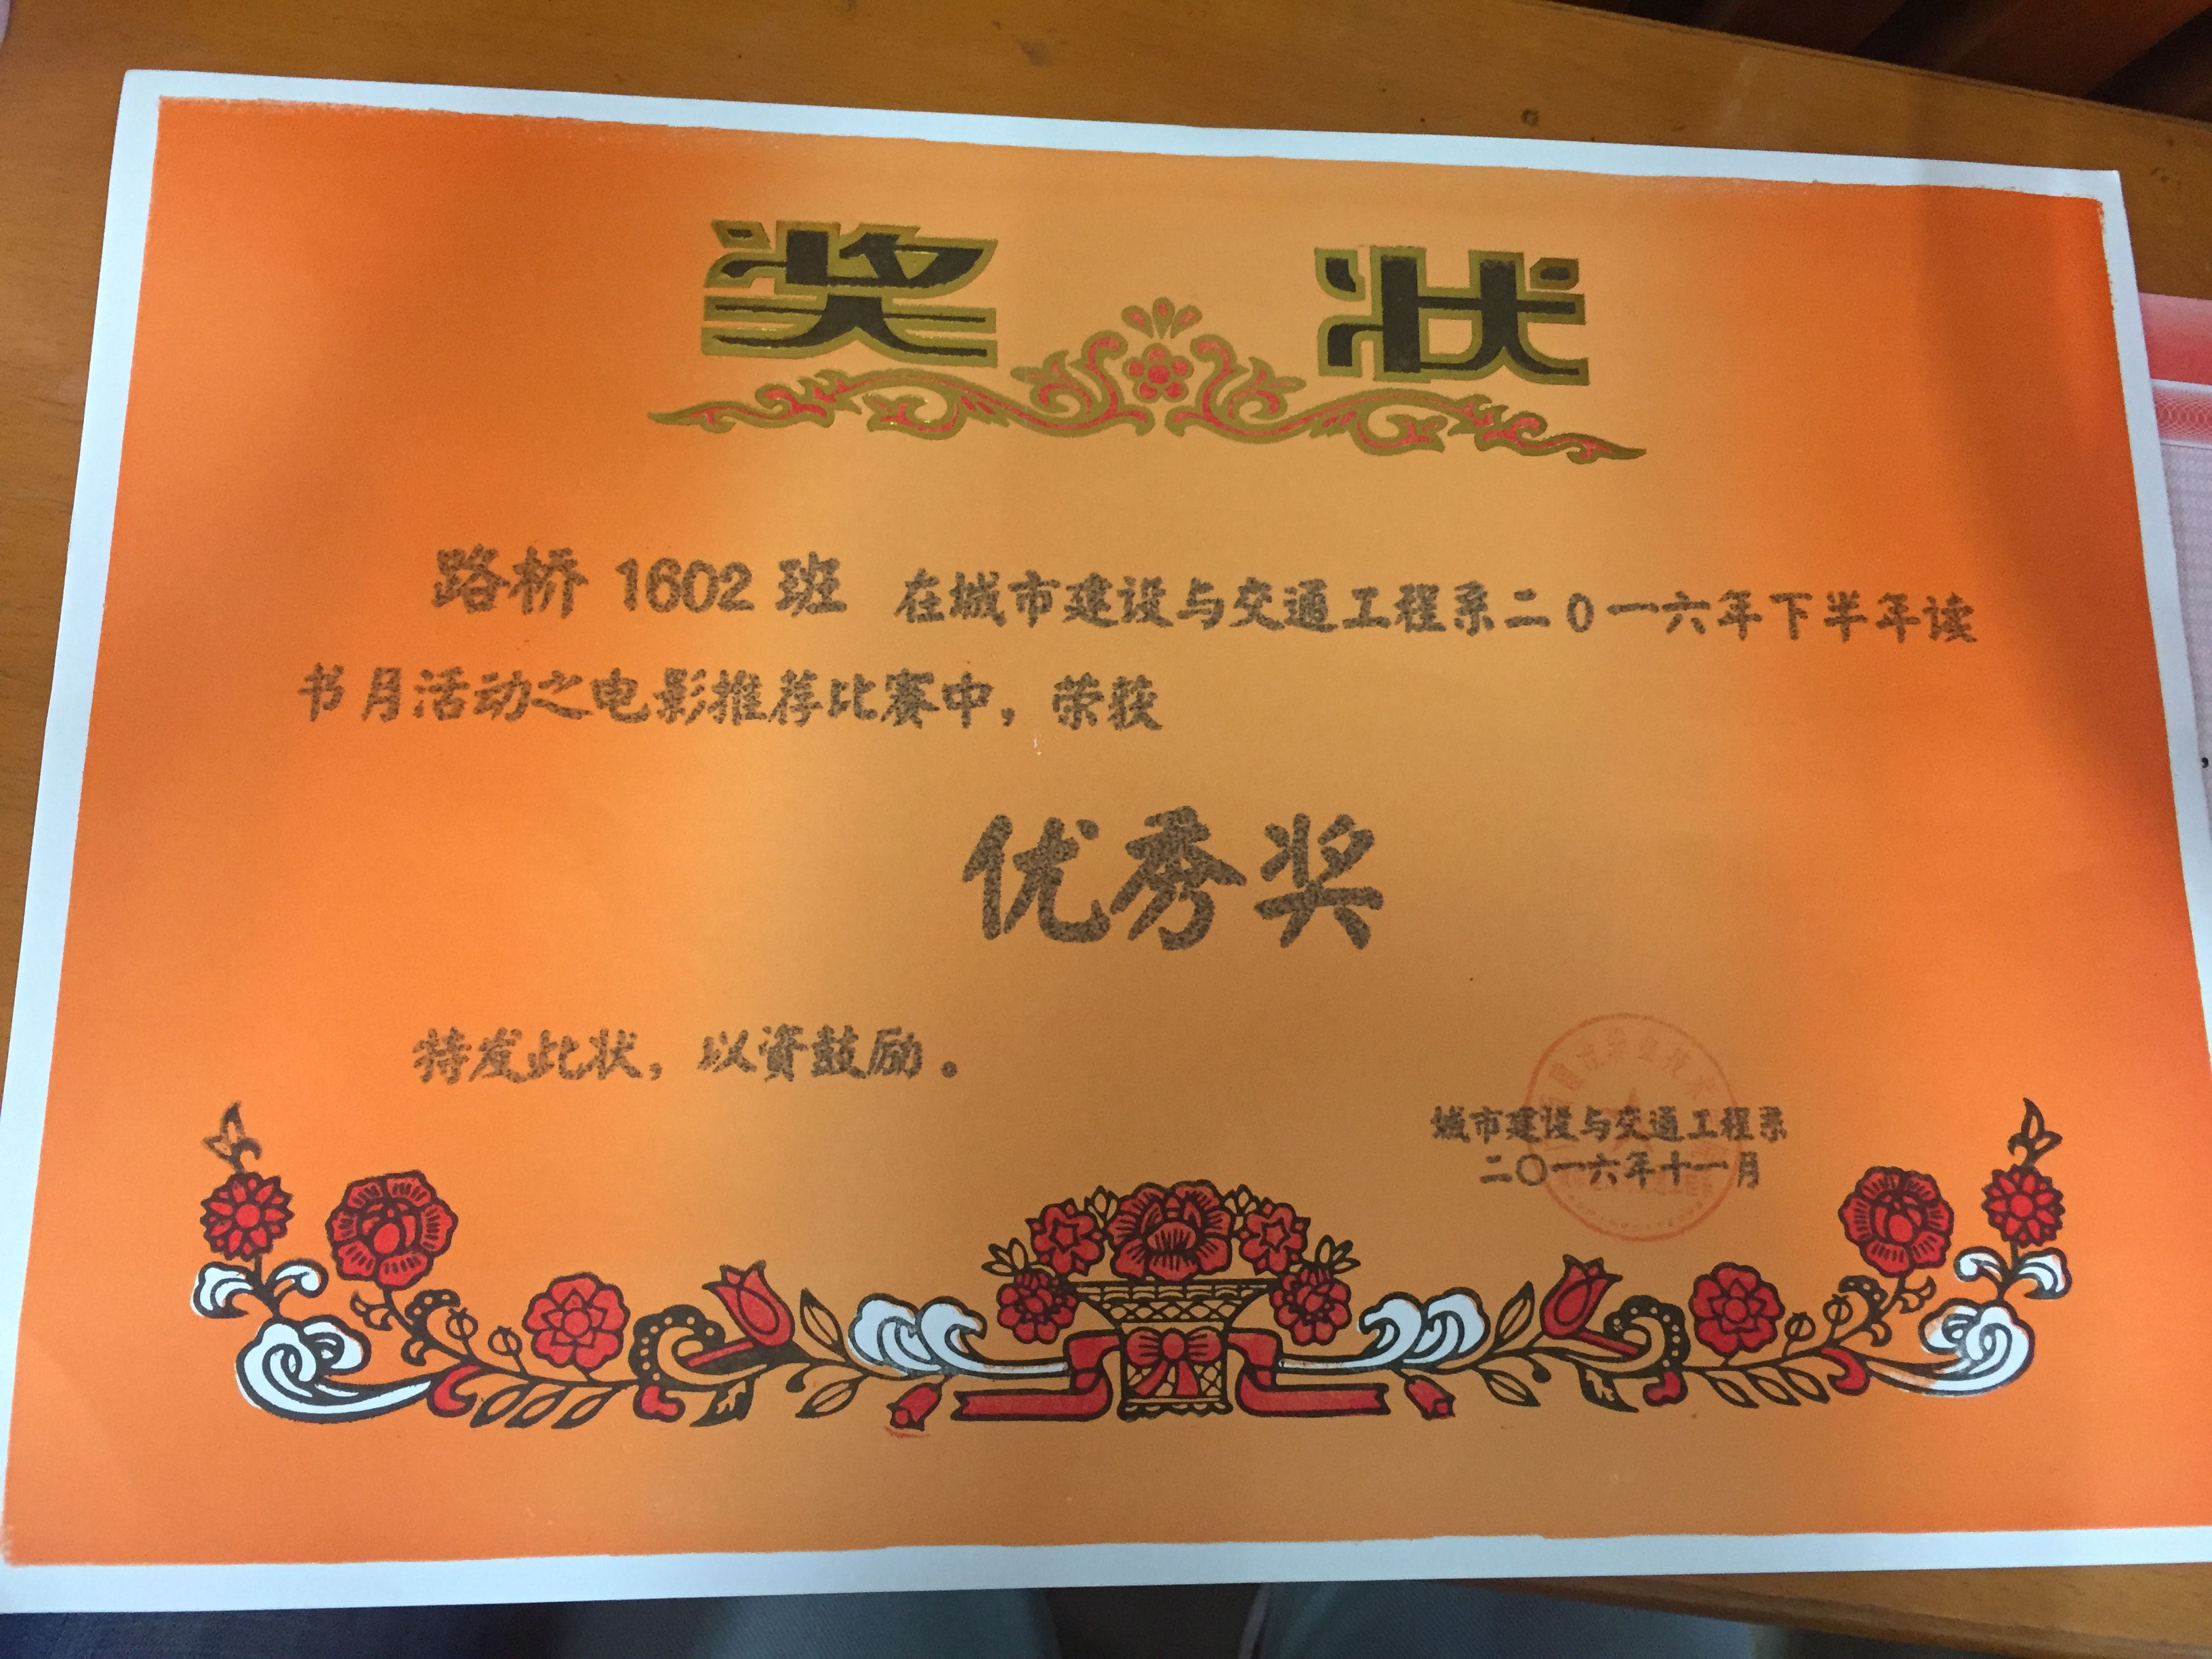 奖状
路桥 1602 班 在城市建设与交通工程系二0一六年下半年读
书月活动之电影推荐比赛中，荣获
优秀奖
特发此状，以资鼓励。
城市建设与交通工程系
二〇一六年十一月